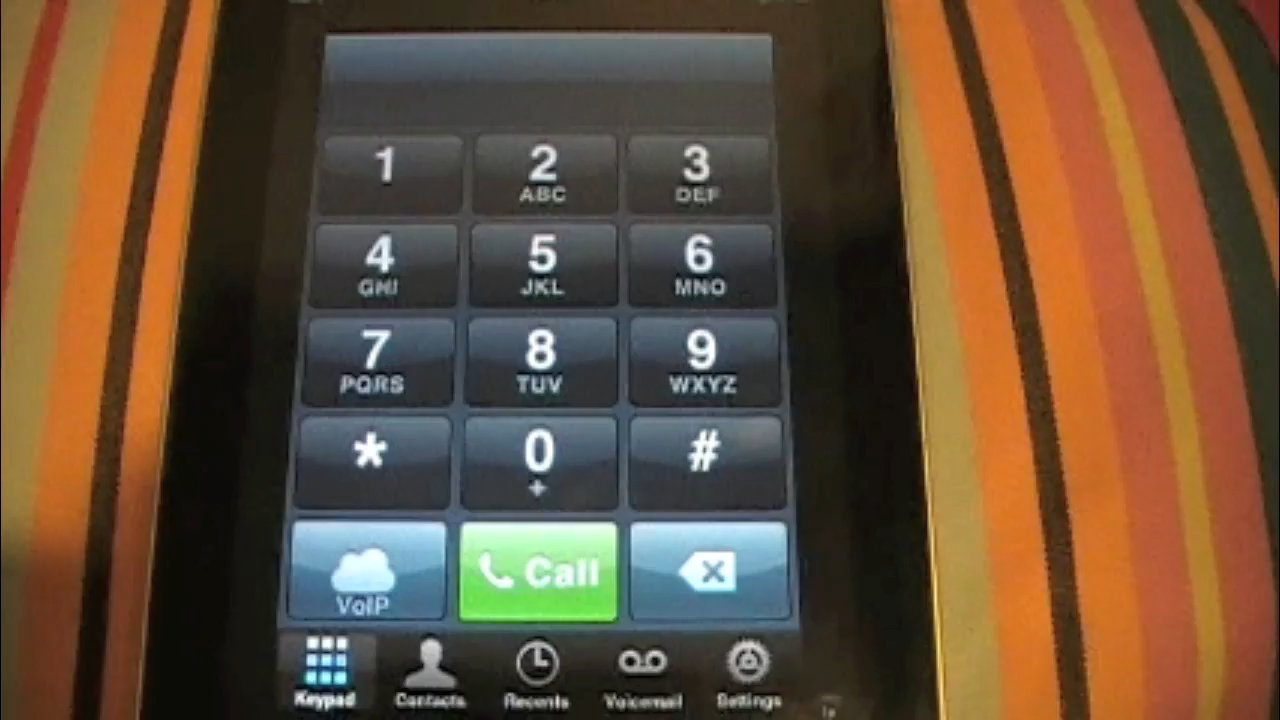 1 2 3
ABC DEF
4 5 6
GHI JKL MNO
7 8 9
PQRS TUV WXYZ
* 0 #
+
Call
VoIP
Keypad Contacts Recents Voicemail Settings